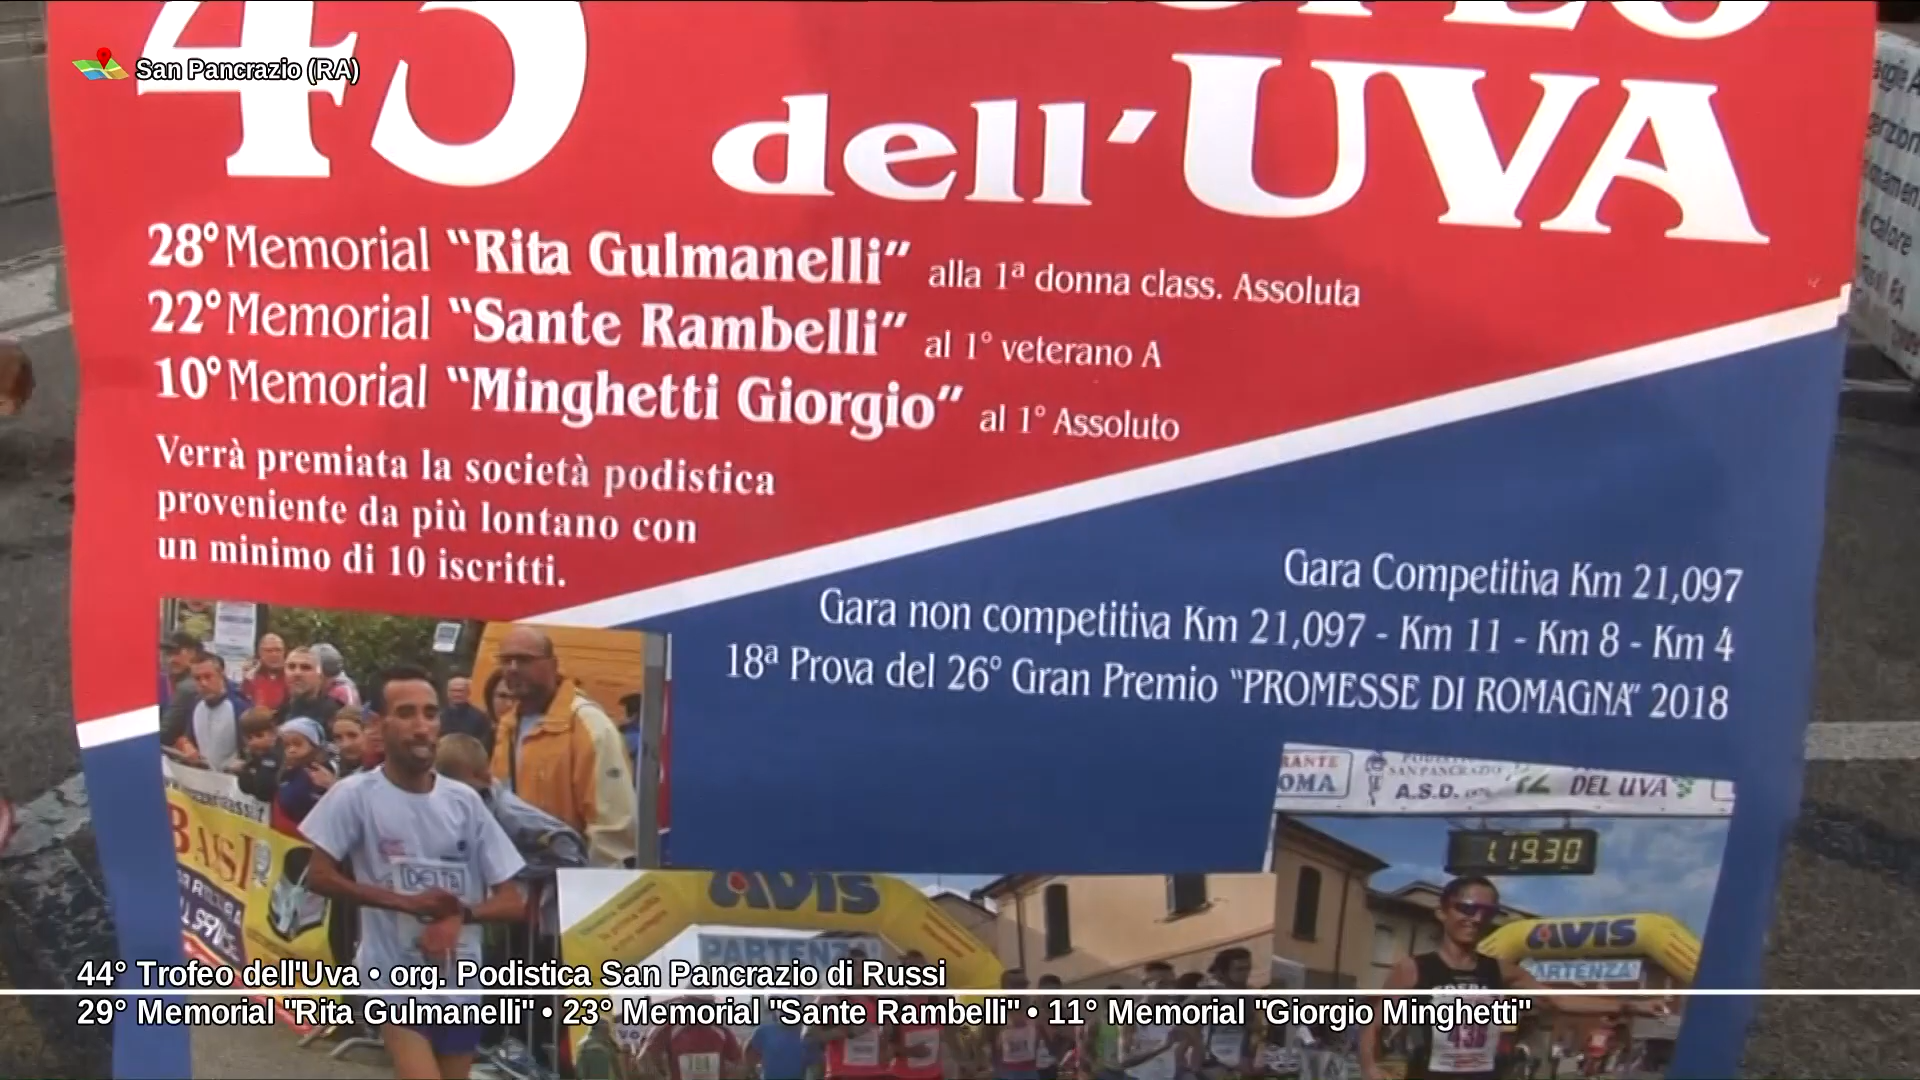 San Pancrazio (RA)
dell'UVA
28° Memorial "Rita Gulmanelli" alla 1ª donna class. Assoluta
22° Memorial "Sante Rambelli" al 1° veterano A
10° Memorial "Minghetti Giorgio" al 1° Assoluto
Verrà premiata la società podistica
proveniente da più lontano con
un minimo di 10 iscritti.
Gara Competitiva Km 21,097
Gara non competitiva Km 21,097 - Km 11 - Km 8 - Km 4
18ª Prova del 26° Gran Premio "PROMESSE DI ROMAGNA" 2018
SAN PANCRAZIO
A.S.D.
DEL UVA
1.19.30
BASSI
DELTA
AVIS
PARTENZA
AVIS
44° Trofeo dell'Uva • org. Podistica San Pancrazio di Russi
29° Memorial "Rita Gulmanelli" • 23° Memorial "Sante Rambelli" • 11° Memorial "Giorgio Minghetti"